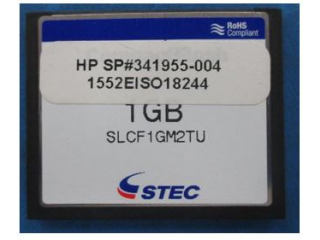 RoHS
Compliant
HP SP#341955-004
1552EISO18244
1GB
SLCF1GM2TU
STEC